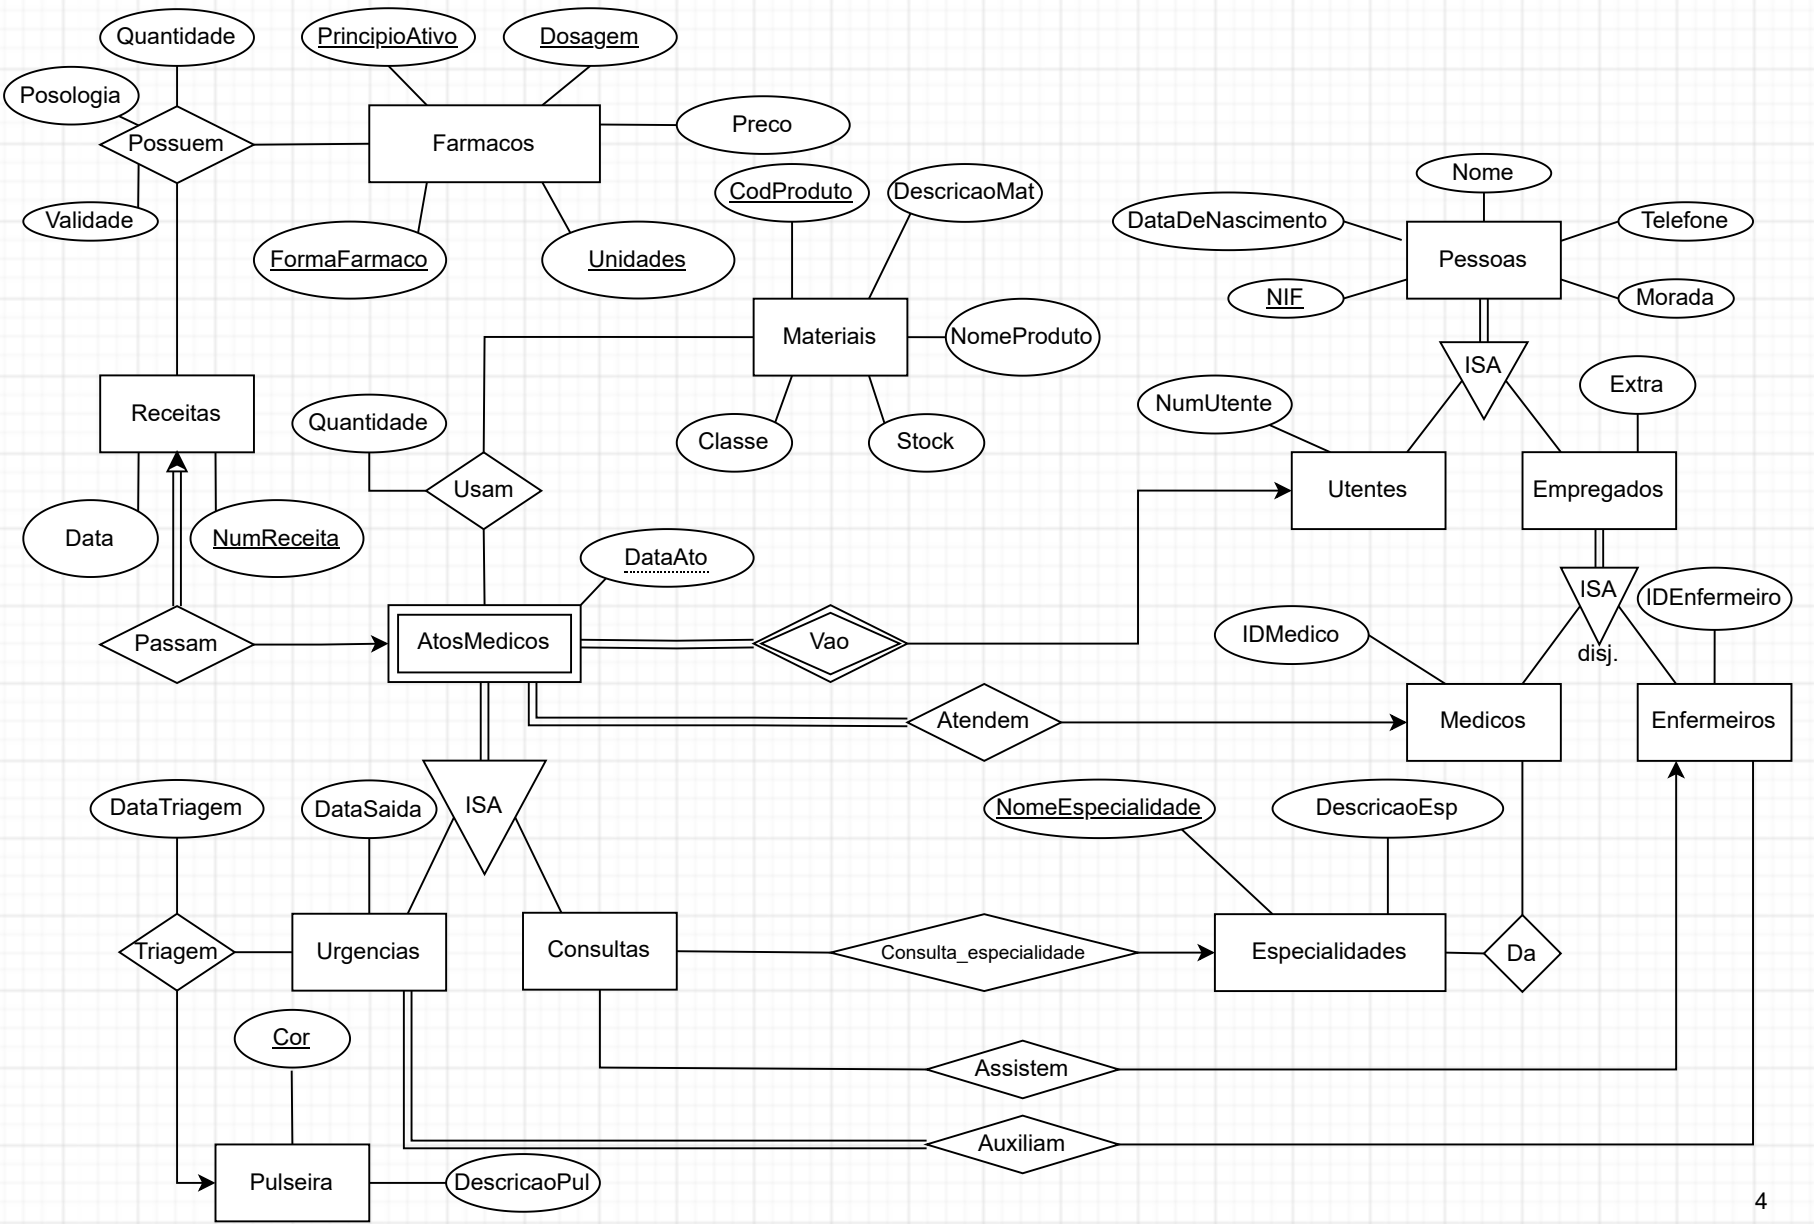 Quantidade
PrincipioAtivo
Dosagem
Posologia
Preco
Possuem
Farmacos
Nome
CodProduto
DescricaoMat
Validade
DataDeNascimento
Telefone
FormaFarmaco
Unidades
Pessoas
NIF
Morada
Materiais
NomeProduto
ISA
Extra
NumUtente
Receitas
Quantidade
Classe
Stock
Usam
Utentes
Empregados
Data
NumReceita
DataAto
ISA
IDEnfermeiro
Passam
AtosMedicos
Vao
IDMedico
disj.
Atendem
Medicos
Enfermeiros
DataTriagem
DataSaida
ISA
NomeEspecialidade
DescricaoEsp
Triagem
Urgencias
Consultas
Consulta_especialidade
Especialidades
Da
Cor
Assistem
Auxiliam
Pulseira
DescricaoPul
4